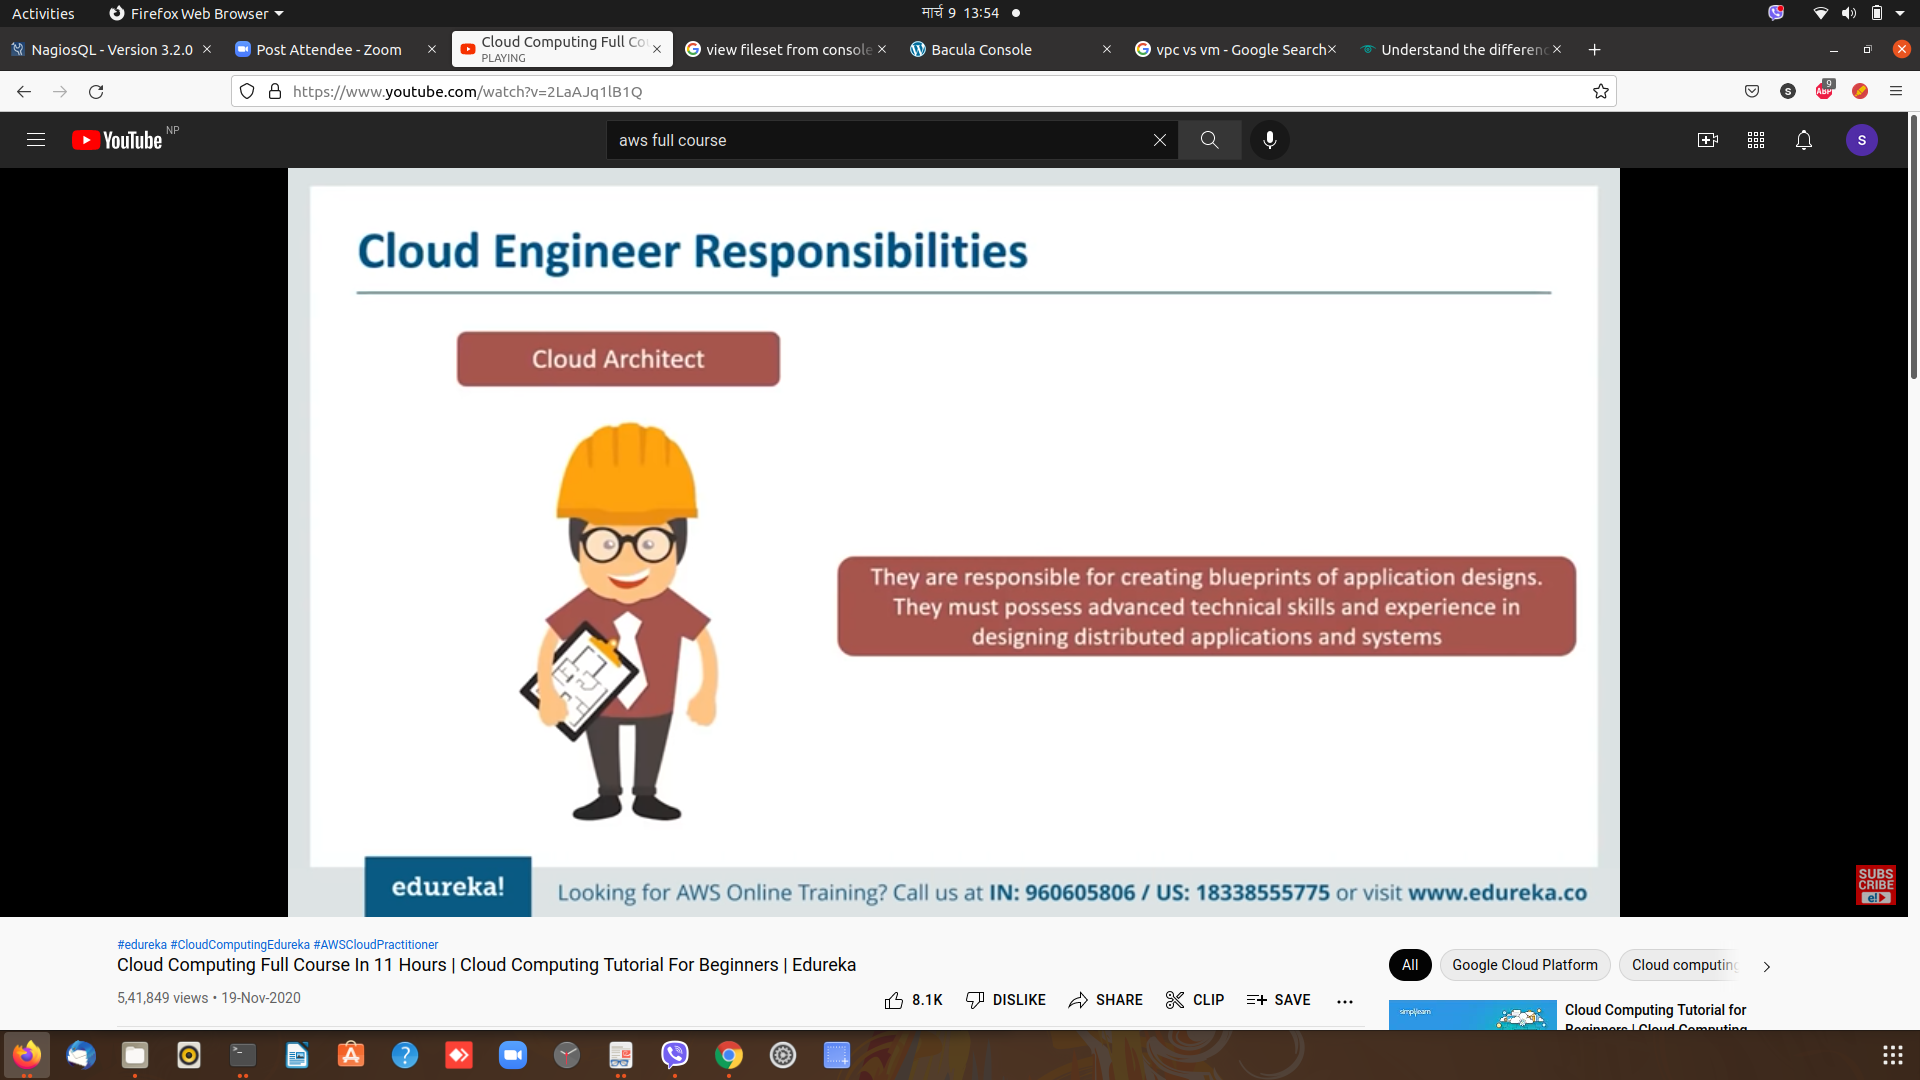 Activities
Firefox Web Browser
मार्च 9 13:54
NagiosQL - Version 3.2.0
Post Attendee - Zoom
Cloud Computing Full Co
PLAYING
view fileset from console
Bacula Console
vpc vs vm - Google Search
Understand the differenc
https://www.youtube.com/watch?v=2LaAJq1lB1Q
S
ABP
9
YouTube NP
aws full course
S
Cloud Engineer Responsibilities
Cloud Architect
They are responsible for creating blueprints of application designs.
They must possess advanced technical skills and experience in
designing distributed applications and systems
edureka!
Looking for AWS Online Training? Call us at IN: 960605806 / US: 18338555775 or visit www.edureka.co
SUBS
CRIBE
e!
#edureka #CloudComputingEdureka #AWSCloudPractitioner
Cloud Computing Full Course In 11 Hours | Cloud Computing Tutorial For Beginners | Edureka
5,41,849 views • 19-Nov-2020
8.1K
DISLIKE
SHARE
CLIP
SAVE
All
Google Cloud Platform
Cloud computing
simplilearn
Cloud Computing Tutorial for
Beginners | Cloud Computing